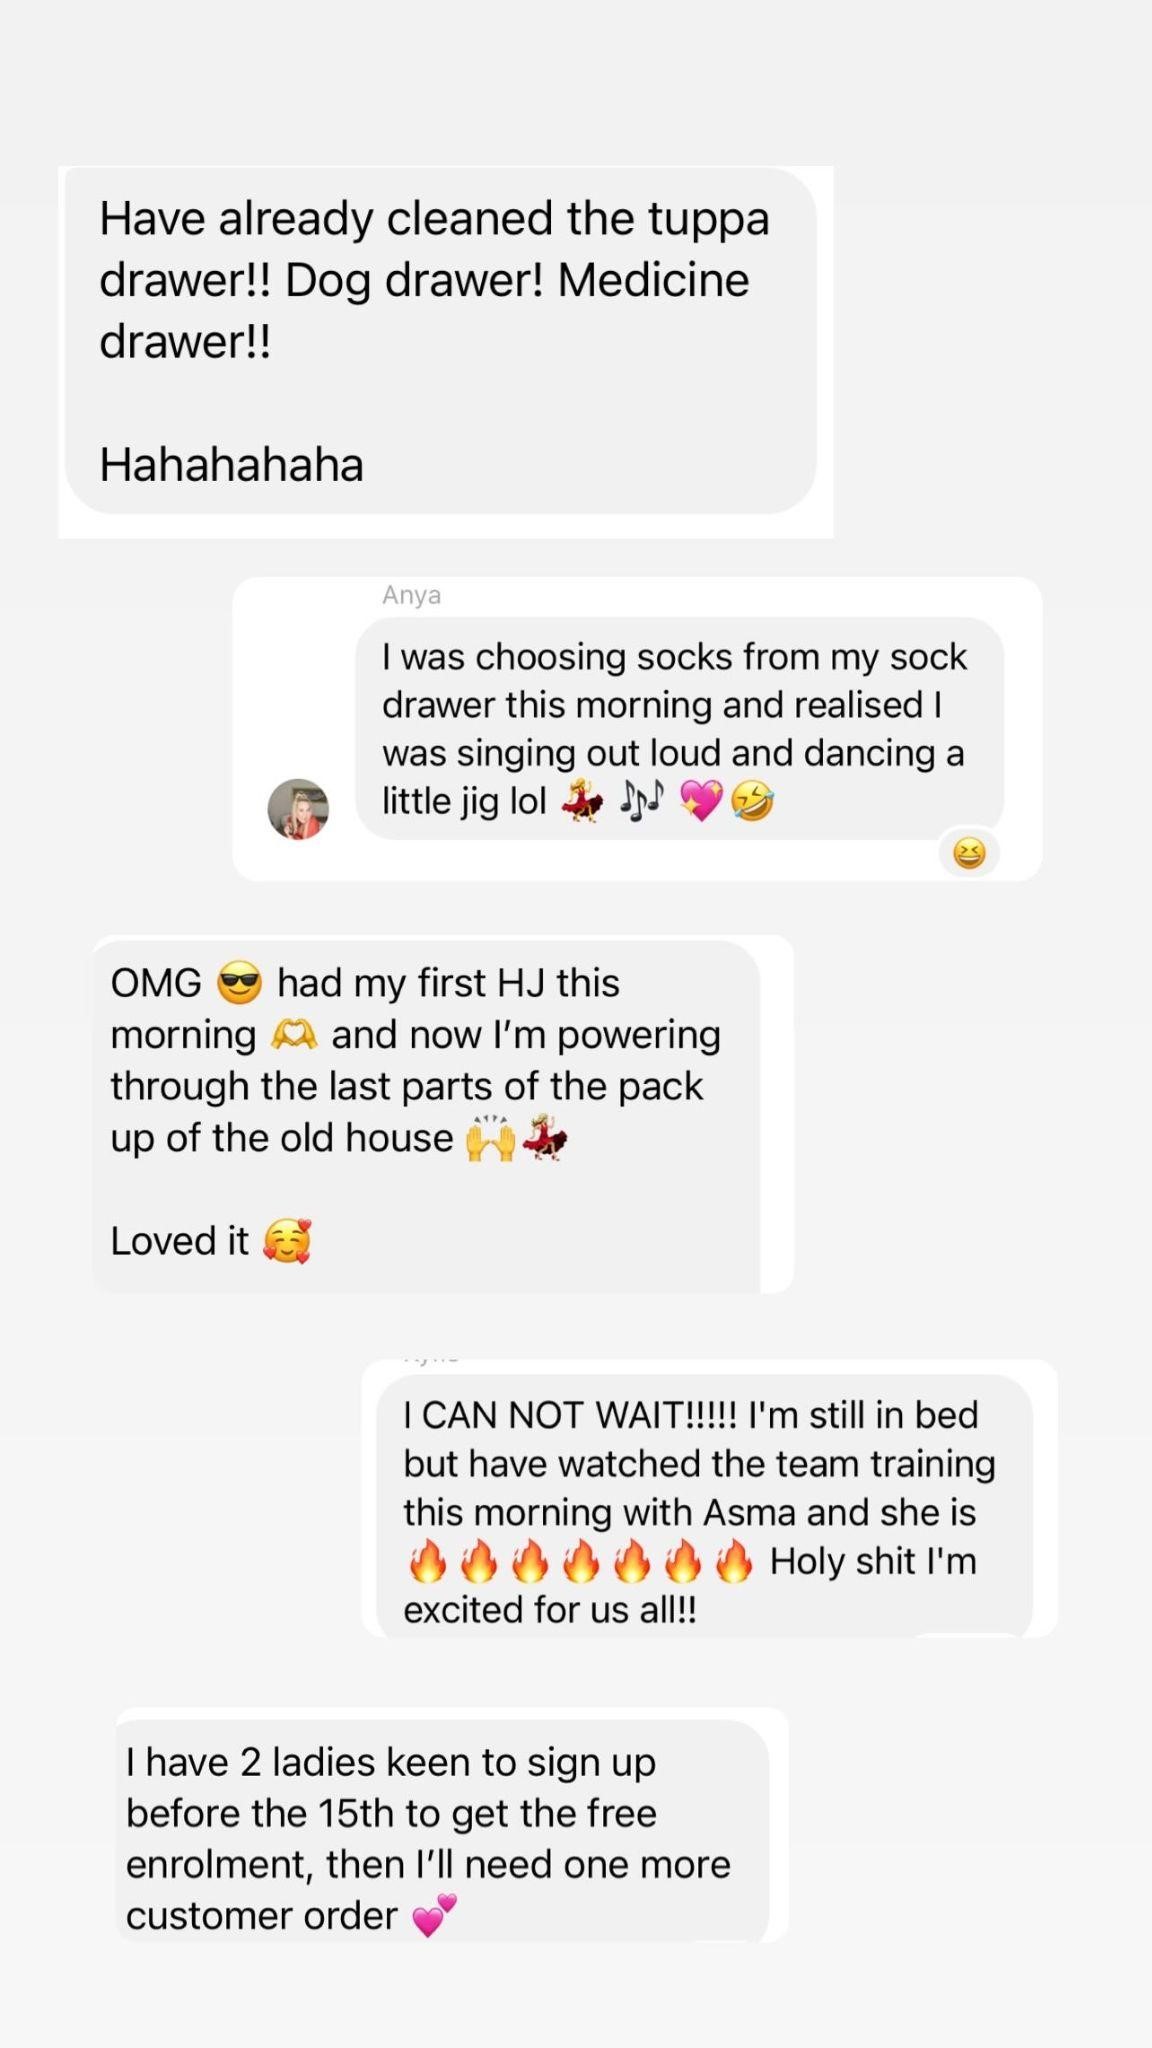 Have already cleaned the tuppa
drawer!! Dog drawer! Medicine
drawer!!
Hahahahaha
Anya
I was choosing socks from my sock
drawer this morning and realised I
was singing out loud and dancing a
little jig lol 💃 🎶 💖🤣
😆
OMG 😎 had my first HJ this
morning 🫶 and now I’m powering
through the last parts of the pack
up of the old house 🙌💃
Loved it 🥰
I CAN NOT WAIT!!!!! I'm still in bed
but have watched the team training
this morning with Asma and she is
🔥🔥🔥🔥🔥🔥🔥 Holy shit I'm
excited for us all!!
I have 2 ladies keen to sign up
before the 15th to get the free
enrolment, then I’ll need one more
customer order 💕